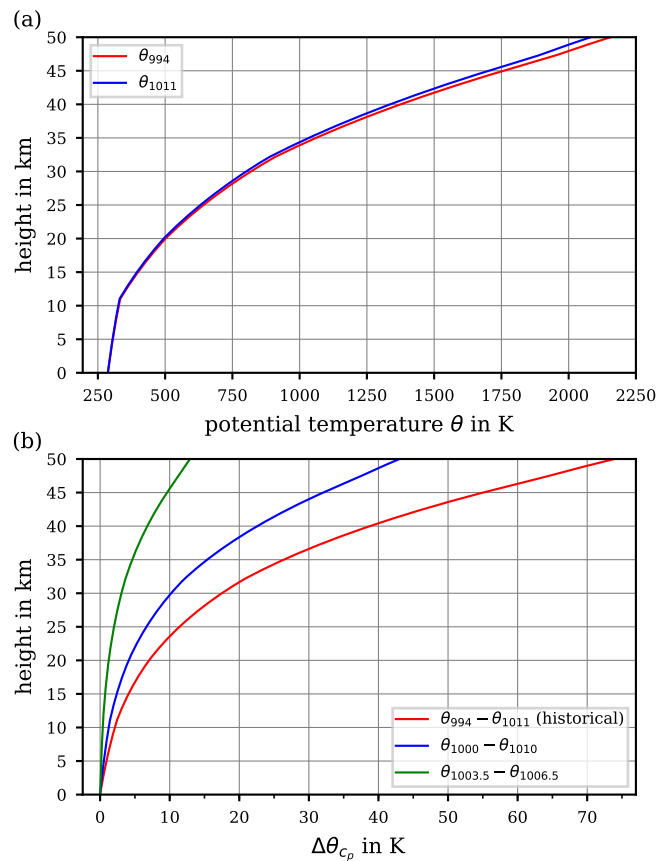 (a)
50
45
40
35
30
25
20
15
10
5
0
height in km
θ994
θ1011
250 500 750 1000 1250 1500 1750 2000 2250
potential temperature θ in K
(b)
50
45
40
35
30
25
20
15
10
5
0
height in km
θ994 − θ1011 (historical)
θ1000 − θ1010
θ1003.5 − θ1006.5
0 10 20 30 40 50 60 70
Δθcp in K